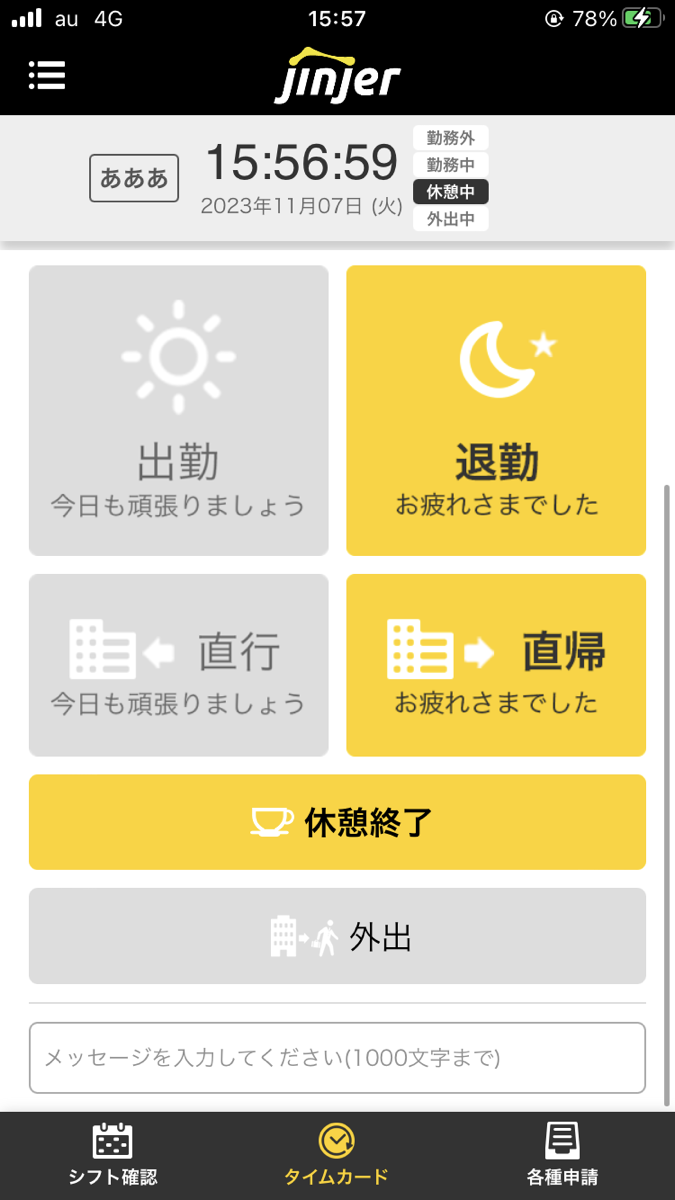 au 4G 15:57 78%
jinjer
あああ
15:56:59
2023年11月07日 (火)
勤務外
勤務中
休憩中
外出中
出勤
今日も頑張りましょう
退勤
お疲れさまでした
直行
今日も頑張りましょう
直帰
お疲れさまでした
休憩終了
外出
メッセージを入力してください(1000文字まで)
シフト確認
タイムカード
各種申請